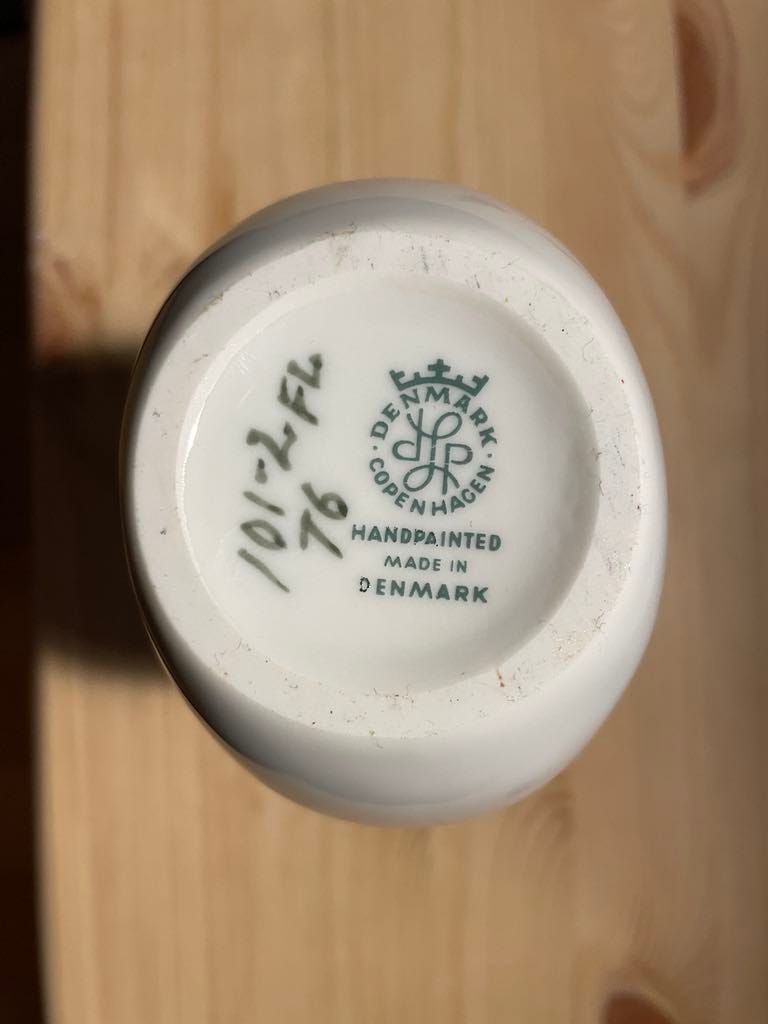 101-2FL
76
DENMARK
COPENHAGEN
HANDPAINTED
MADE IN
DENMARK